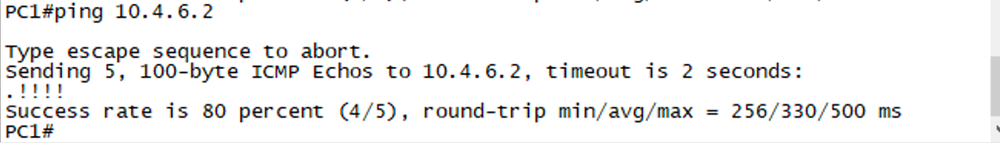 PC1#ping 10.4.6.2
Type escape sequence to abort.
Sending 5, 100-byte ICMP Echos to 10.4.6.2, timeout is 2 seconds:
.!!!!
Success rate is 80 percent (4/5), round-trip min/avg/max = 256/330/500 ms
PC1#